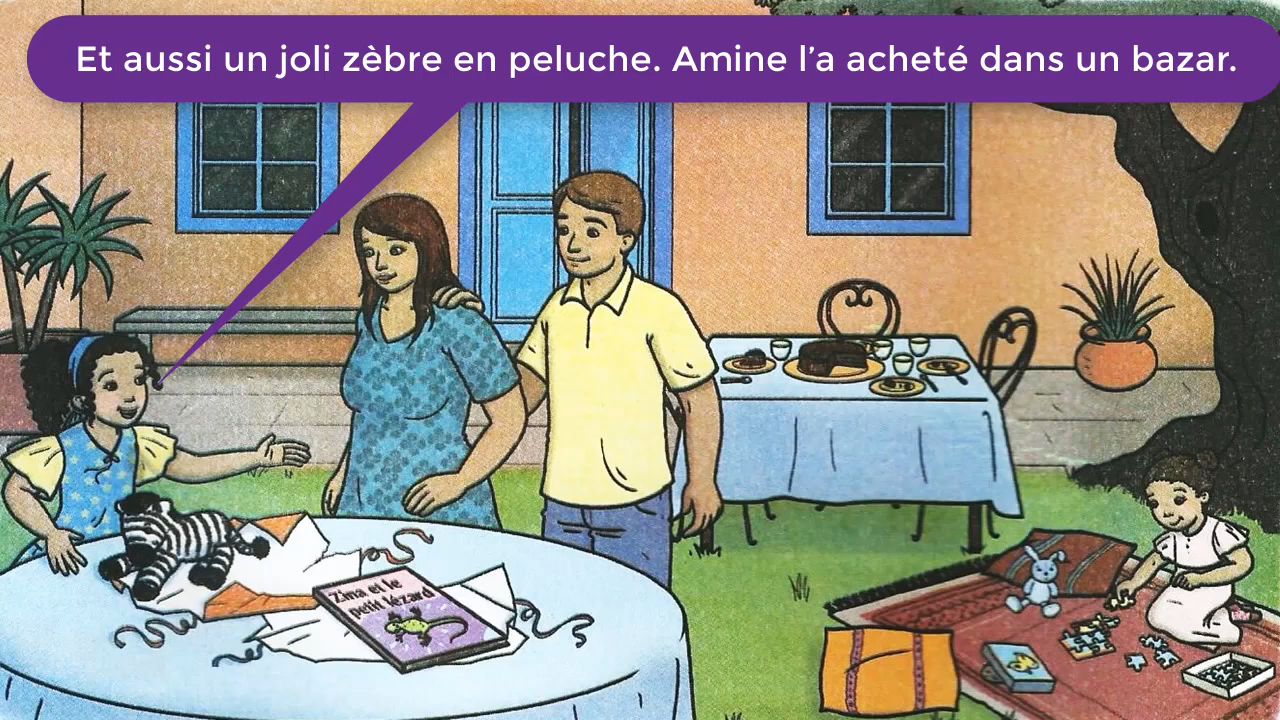 Et aussi un joli zèbre en peluche. Amine l’a acheté dans un bazar.
Zina et le
petit lézard